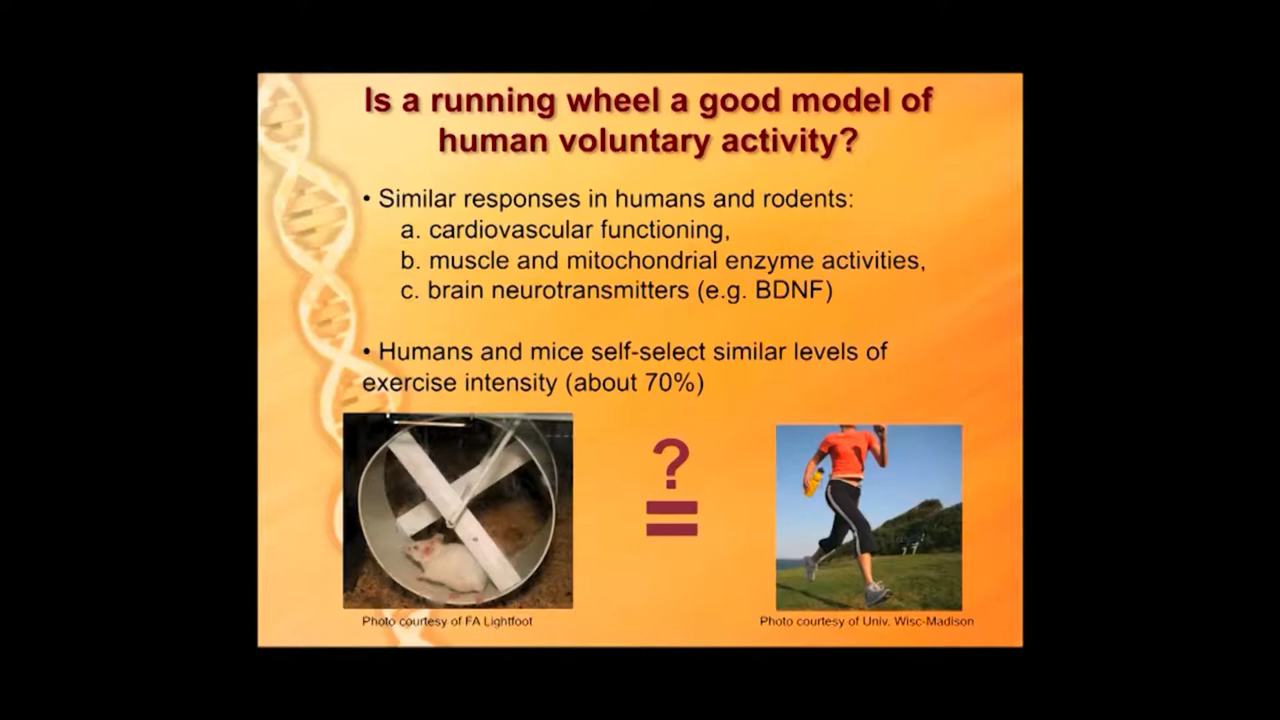 Is a running wheel a good model of
human voluntary activity?
• Similar responses in humans and rodents:
a. cardiovascular functioning,
b. muscle and mitochondrial enzyme activities,
c. brain neurotransmitters (e.g. BDNF)
• Humans and mice self-select similar levels of
exercise intensity (about 70%)
?
=
Photo courtesy of FA Lightfoot
Photo courtesy of Univ. Wisc-Madison